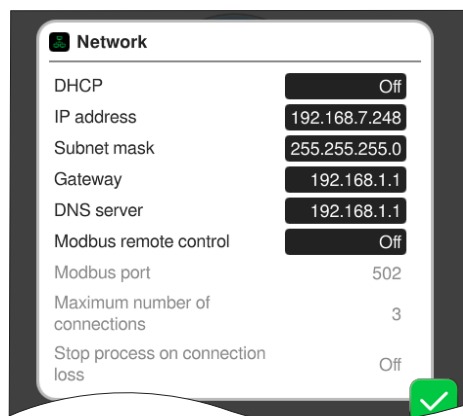 Network
DHCP Off
IP address 192.168.7.248
Subnet mask 255.255.255.0
Gateway 192.168.1.1
DNS server 192.168.1.1
Modbus remote control Off
Modbus port 502
Maximum number of
connections 3
Stop process on connection
loss Off